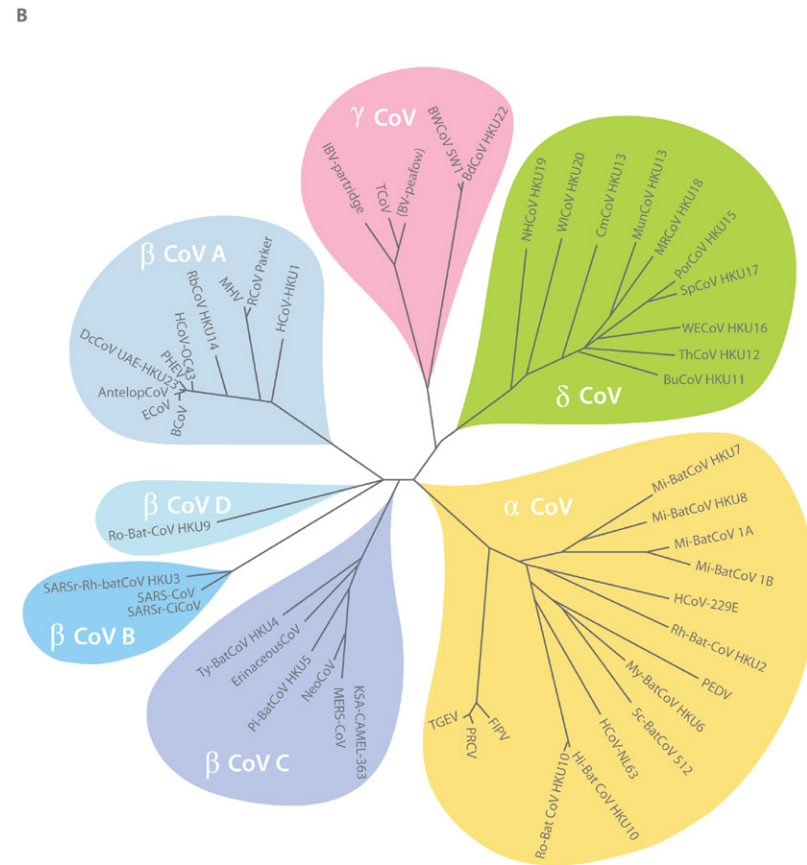 B
γ CoV
IBV-partridge
TCoV
(BV-peafow)
BWCoV 5W1
BdCoV HKU22
NHCoV HKU19
WICoV HKU20
CmCoV HKU13
MunCoV HKU13
MRCoV HKU18
PorCoV HKU15
SpCoV HKU17
WECoV HKU16
ThCoV HKU12
BuCoV HKU11
δ CoV
β CoV A
DcCoV UAE-HKU23
PHEV
HCoV-OC43
RbCoV HKU14
MHV
RCoV Parker
HCoV-HKU1
AntelopCoV
ECoV
BCoV
β CoV D
Ro-Bat-CoV HKU9
SARSr-Rh-batCoV HKU3
SARS-CoV
SARSr-CiCoV
β CoV B
Ty-BatCoV HKU4
ErinaceousCoV
Pi-BatCoV HKU5
NeoCoV
MERS-CoV
KSA-CAMEL-363
β CoV C
α CoV
Mi-BatCoV HKU7
Mi-BatCoV HKU8
Mi-BatCoV 1A
Mi-BatCoV 1B
HCoV-229E
Rh-Bat-CoV HKU2
PEDV
My-BatCoV HKU6
5c-BatCoV 512
HCoV-NL63
Hi-Bat CoV HKU10
Ro-Bat CoV HKU10
TGEV
PRCV
FIPV